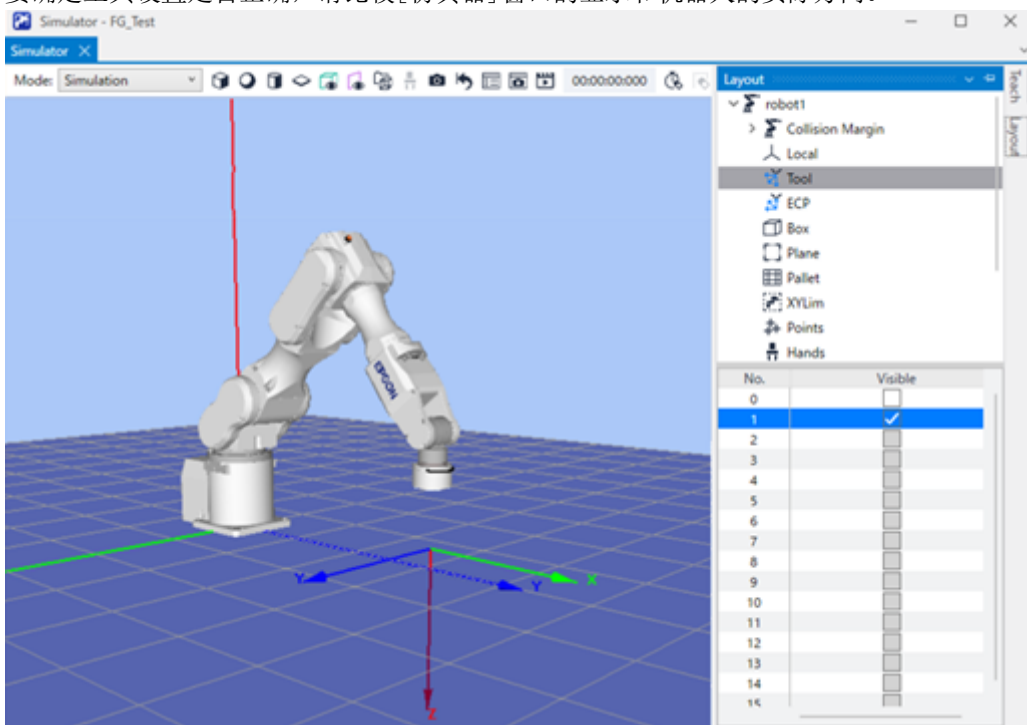 Simulator - FG_Test
Simulator
Mode: Simulation
00:00:00:000
Layout
Teach
Layout
robot1
Collision Margin
Local
Tool
ECP
Box
Plane
Pallet
XYLim
Points
Hands
No. Visible
0
1
2
3
4
5
6
7
8
9
10
11
12
13
14
15
EPSON
Y
Y
X
Z